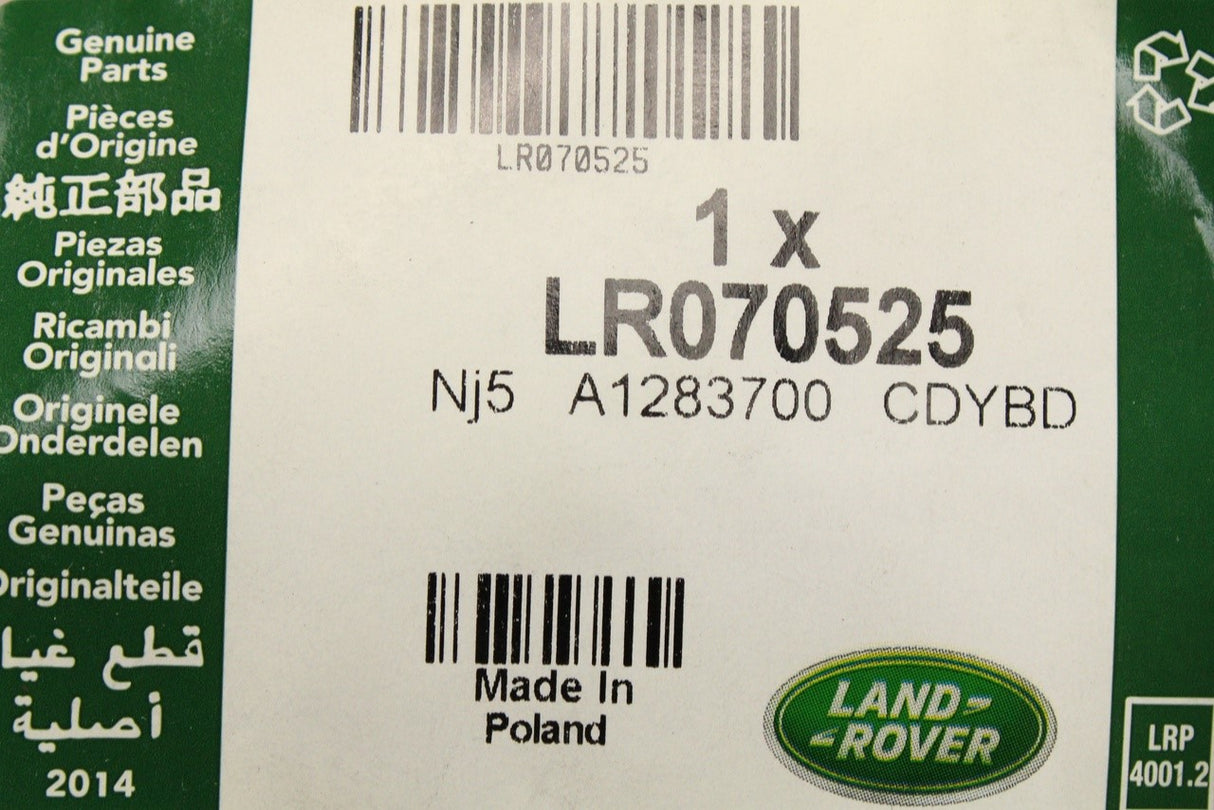 Genuine
Parts
Pièces
d'Origine
純正部品
Piezas
Originales
Ricambi
Originali
Originele
Onderdelen
Peças
Genuinas
Originalteile
قطع غيا
أصلية
2014
LR070525
1 x
LR070525
Nj5 A1283700 CDYBD
Made In
Poland
LAND
ROVER
LRP
4001.2